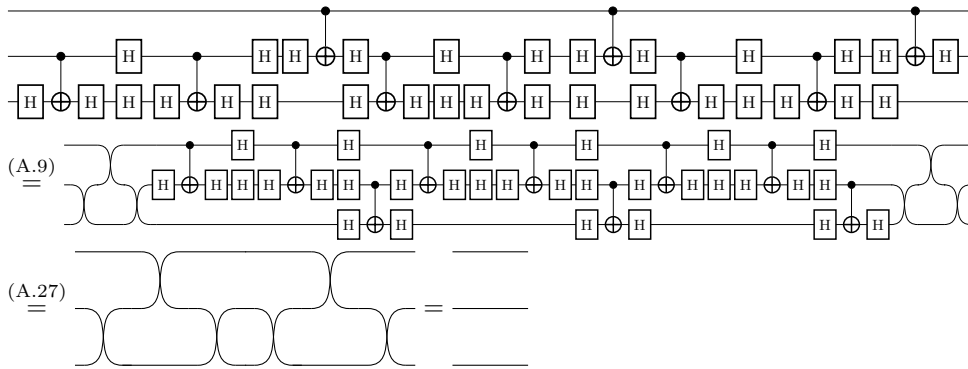 H H H H H H H H H H H H
H H H H H H H H H H H H H H H H H H
H H H H H H
(A.9)
= H H H H H H H H H H H H H H H H H H
H H H H H H
(A.27)
= =